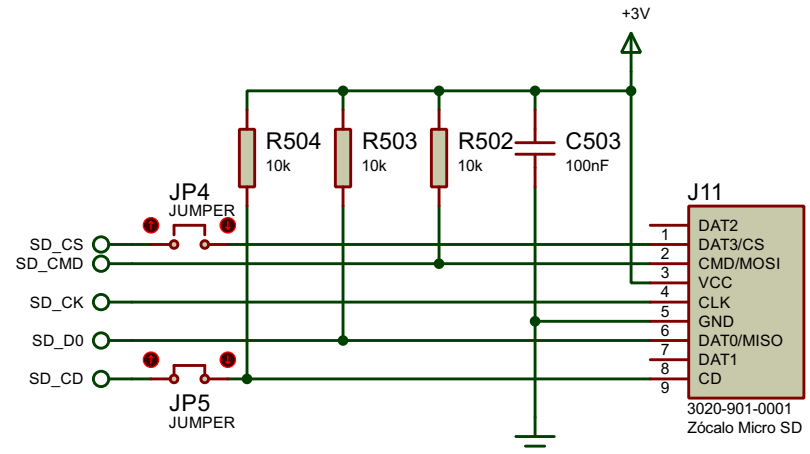 +3V
R504
10k
R503
10k
R502
10k
C503
100nF
J11
JP4
JUMPER
SD_CS
SD_CMD
SD_CK
SD_D0
SD_CD
JP5
JUMPER
1 DAT2
2 DAT3/CS
3 CMD/MOSI
4 VCC
5 CLK
6 GND
7 DAT0/MISO
8 DAT1
9 CD
3020-901-0001
Zócalo Micro SD